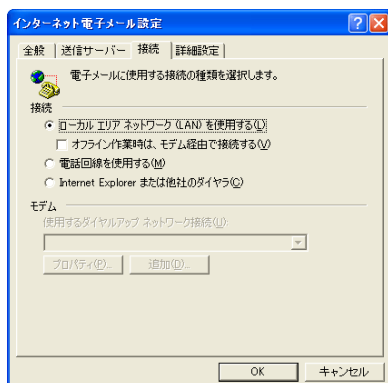 インターネット電子メール設定
全般 送信サーバー 接続 詳細設定
電子メールに使用する接続の種類を選択します。
接続
ローカル エリア ネットワーク (LAN) を使用する(L)
オフライン作業時は、モデム経由で接続する(V)
電話回線を使用する(M)
Internet Explorer または他社のダイヤラ(C)
モデム
使用するダイヤルアップ ネットワーク接続(U):
プロパティ(P)... 追加(D)...
OK キャンセル